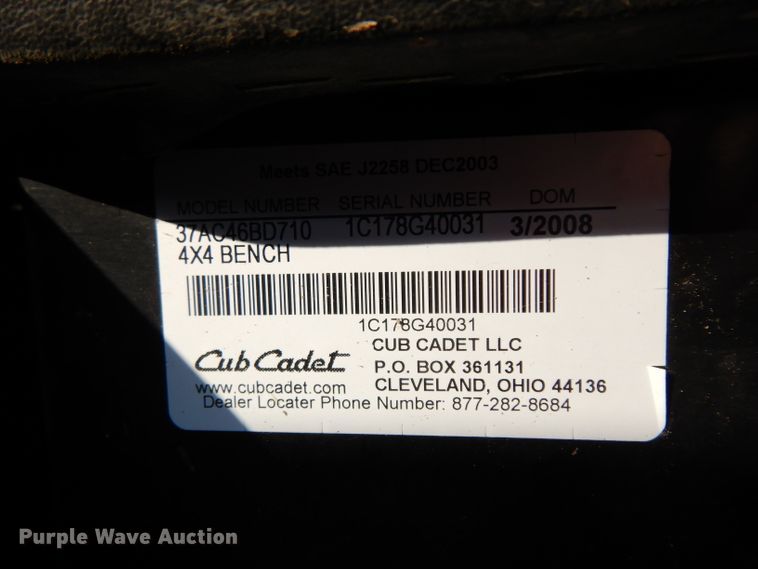 Meets SAE J2258 DEC2003
MODEL NUMBER SERIAL NUMBER DOM
37AC46BD710 1C178G40031 3/2008
4X4 BENCH
1C178G40031
Cub Cadet
CUB CADET LLC
P.O. BOX 361131
www.cubcadet.com
CLEVELAND, OHIO 44136
Dealer Locater Phone Number: 877-282-8684
Purple Wave Auction